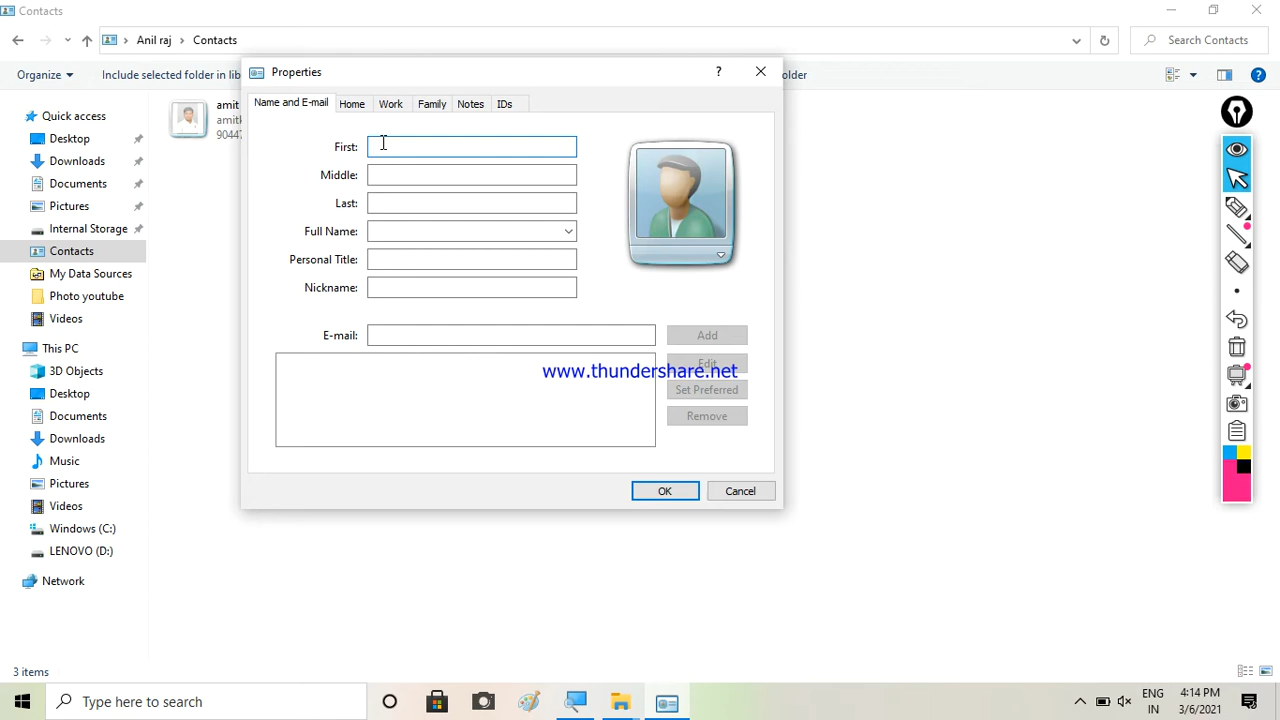 Contacts
Anil raj
Contacts
Search Contacts
Organize
Include selected folder in lib
older
Properties
Name and E-mail
Home
Work
Family
Notes
IDs
First:
Middle:
Last:
Full Name:
Personal Title:
Nickname:
E-mail:
Add
Edit
www.thundershare.net
Set Preferred
Remove
OK
Cancel
amit
amitk
90447
Quick access
Desktop
Downloads
Documents
Pictures
Internal Storage
Contacts
My Data Sources
Photo youtube
Videos
This PC
3D Objects
Desktop
Documents
Downloads
Music
Pictures
Videos
Windows (C:)
LENOVO (D:)
Network
3 items
Type here to search
ENG
IN
4:14 PM
3/6/2021